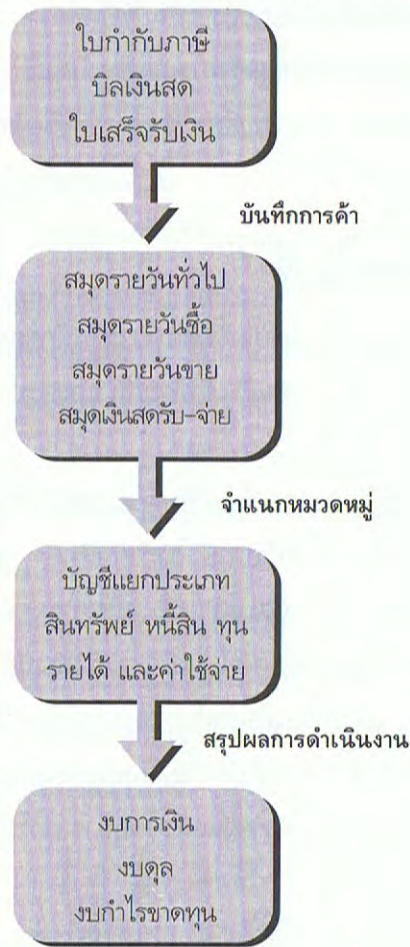 ใบกำกับภาษี
บิลเงินสด
ใบเสร็จรับเงิน
บันทึกการค้า
สมุดรายวันทั่วไป
สมุดรายวันซื้อ
สมุดรายวันขาย
สมุดเงินสดรับ-จ่าย
จำแนกหมวดหมู่
บัญชีแยกประเภท
สินทรัพย์ หนี้สิน ทุน
รายได้ และค่าใช้จ่าย
สรุปผลการดำเนินงาน
งบการเงิน
งบดุล
งบกำไรขาดทุน